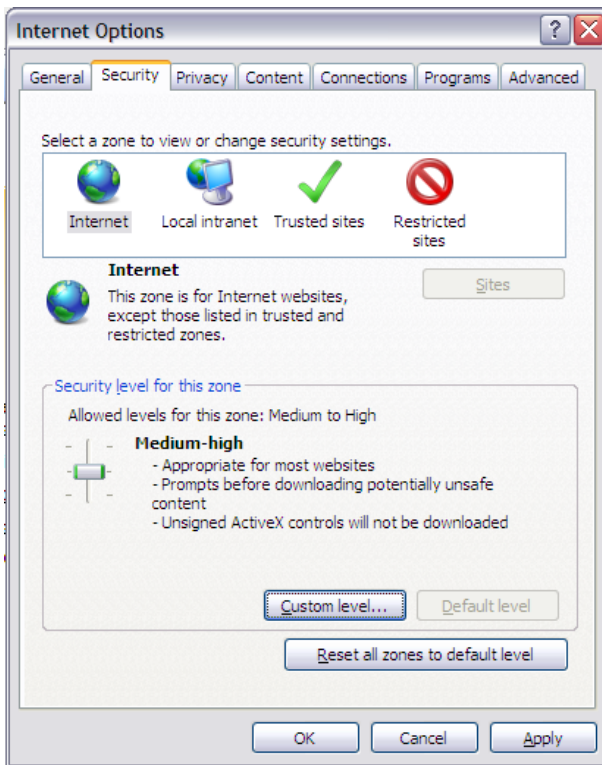 Internet Options
General Security Privacy Content Connections Programs Advanced
Select a zone to view or change security settings.
Internet Local intranet Trusted sites Restricted
sites
Internet
Sites
This zone is for Internet websites,
except those listed in trusted and
restricted zones.
Security level for this zone
Allowed levels for this zone: Medium to High
Medium-high
- Appropriate for most websites
- Prompts before downloading potentially unsafe
content
- Unsigned ActiveX controls will not be downloaded
Custom level... Default level
Reset all zones to default level
OK Cancel Apply